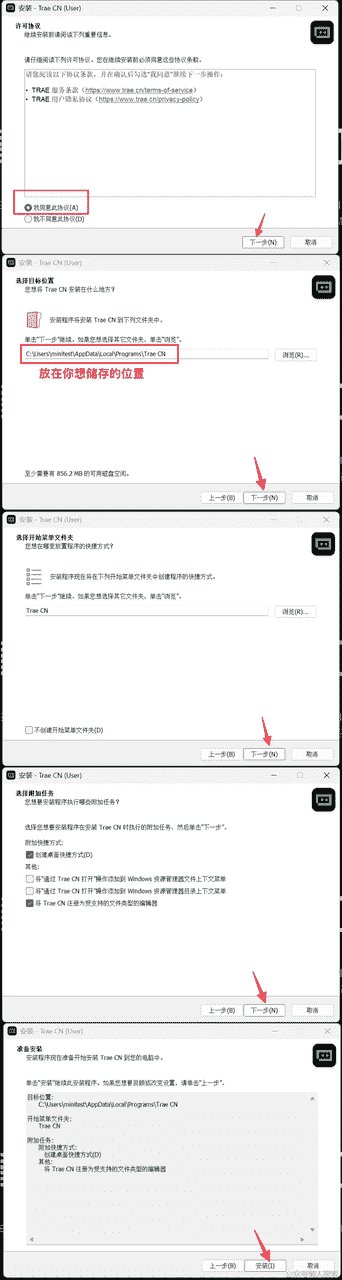 安装 - Trae CN (User)
许可协议
继续安装前请阅读下列重要信息。
请仔细阅读下列许可协议。您在继续安装前必须同意这些协议条款。
请您阅读以下协议条款，并在确认后勾选"我同意"继续下一步操作：
• TRAE 服务条款（https://www.trae.cn/terms-of-service）
• TRAE 用户隐私协议（https://www.trae.cn/privacy-policy）
我同意此协议(A)
我不同意此协议(D)
下一步(N) 取消
安装 - Trae CN (User)
选择目标位置
您想将 Trae CN 安装在什么地方？
安装程序将安装 Trae CN 到下列文件夹中。
单击"下一步"继续。如果您想选择其它文件夹，单击"浏览"。
C:\Users\minitest\AppData\Local\Programs\Trae CN 浏览(R)...
放在你想储存的位置
至少需要有 856.2 MB 的可用磁盘空间。
上一步(B) 下一步(N) 取消
安装 - Trae CN (User)
选择开始菜单文件夹
您想在哪里放置程序的快捷方式？
安装程序现在将在下列开始菜单文件夹中创建程序的快捷方式。
单击"下一步"继续。如果您想选择其它文件夹，单击"浏览"。
Trae CN 浏览(R)...
不创建开始菜单文件夹(D)
上一步(B) 下一步(N) 取消
安装 - Trae CN (User)
选择附加任务
您想要安装程序执行哪些附加任务？
选择您想要安装程序在安装 Trae CN 时执行的附加任务，然后单击"下一步"。
附加快捷方式:
创建桌面快捷方式(D)
其他:
将"通过 Trae CN 打开"操作添加到 Windows 资源管理器文件上下文菜单
将"通过 Trae CN 打开"操作添加到 Windows 资源管理器目录上下文菜单
将 Trae CN 注册为受支持的文件类型的编辑器
上一步(B) 下一步(N) 取消
安装 - Trae CN (User)
准备安装
安装程序现在准备开始安装 Trae CN 到您的电脑中。
单击"安装"继续此安装程序。如果您想要回顾或改变设置，请单击"上一步"。
目标位置:
C:\Users\minitest\AppData\Local\Programs\Trae CN
开始菜单文件夹:
Trae CN
附加任务:
附加快捷方式:
创建桌面快捷方式(D)
其他:
将 Trae CN 注册为受支持的文件类型的编辑器
上一步(B) 安装(I) 取消